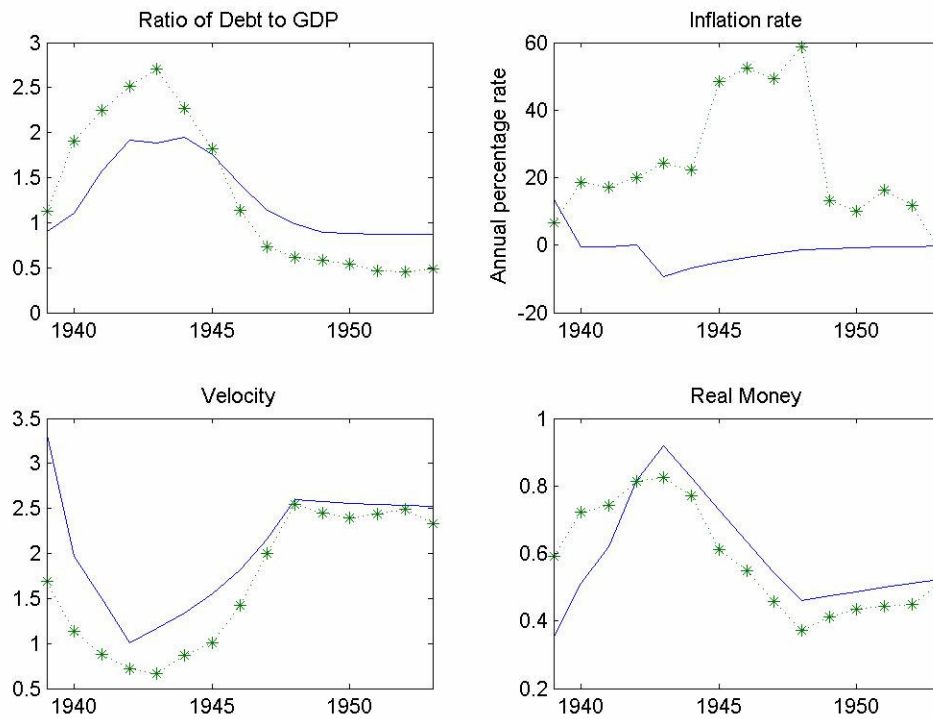 Ratio of Debt to GDP
3
2.5
2
1.5
1
0.5
0
1940 1945 1950
Inflation rate
Annual percentage rate
60
40
20
0
-20
1940 1945 1950
Velocity
3.5
3
2.5
2
1.5
1
0.5
1940 1945 1950
Real Money
1
0.8
0.6
0.4
0.2
1940 1945 1950